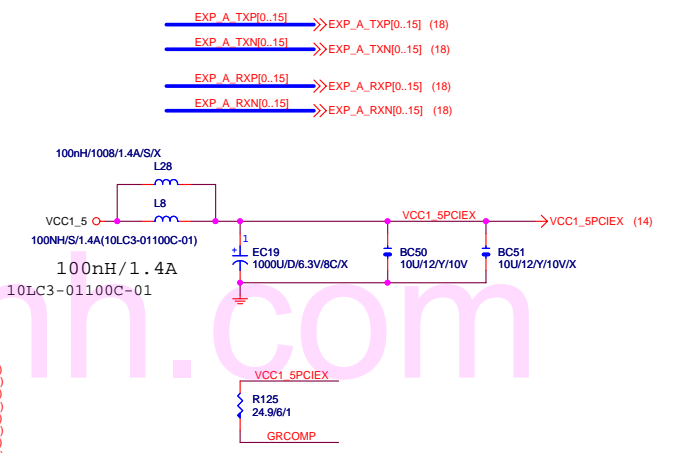 EXP_A_TXP[0..15] EXP_A_TXP[0..15] (18)
EXP_A_TXN[0..15] EXP_A_TXN[0..15] (18)
EXP_A_RXP[0..15] EXP_A_RXP[0..15] (18)
EXP_A_RXN[0..15] EXP_A_RXN[0..15] (18)
100nH/1008/1.4A/S/X
L28
L8
VCC1_5
VCC1_5PCIEX
VCC1_5PCIEX (14)
100NH/S/1.4A(10LC3-01100C-01)
100nH/1.4A
10LC3-01100C-01
1
+
EC19
1000U/D/6.3V/8C/X
BC50
10U/12/Y/10V
BC51
10U/12/Y/10V/X
nh.com
VCC1_5PCIEX
R125
24.9/6/1
GRCOMP